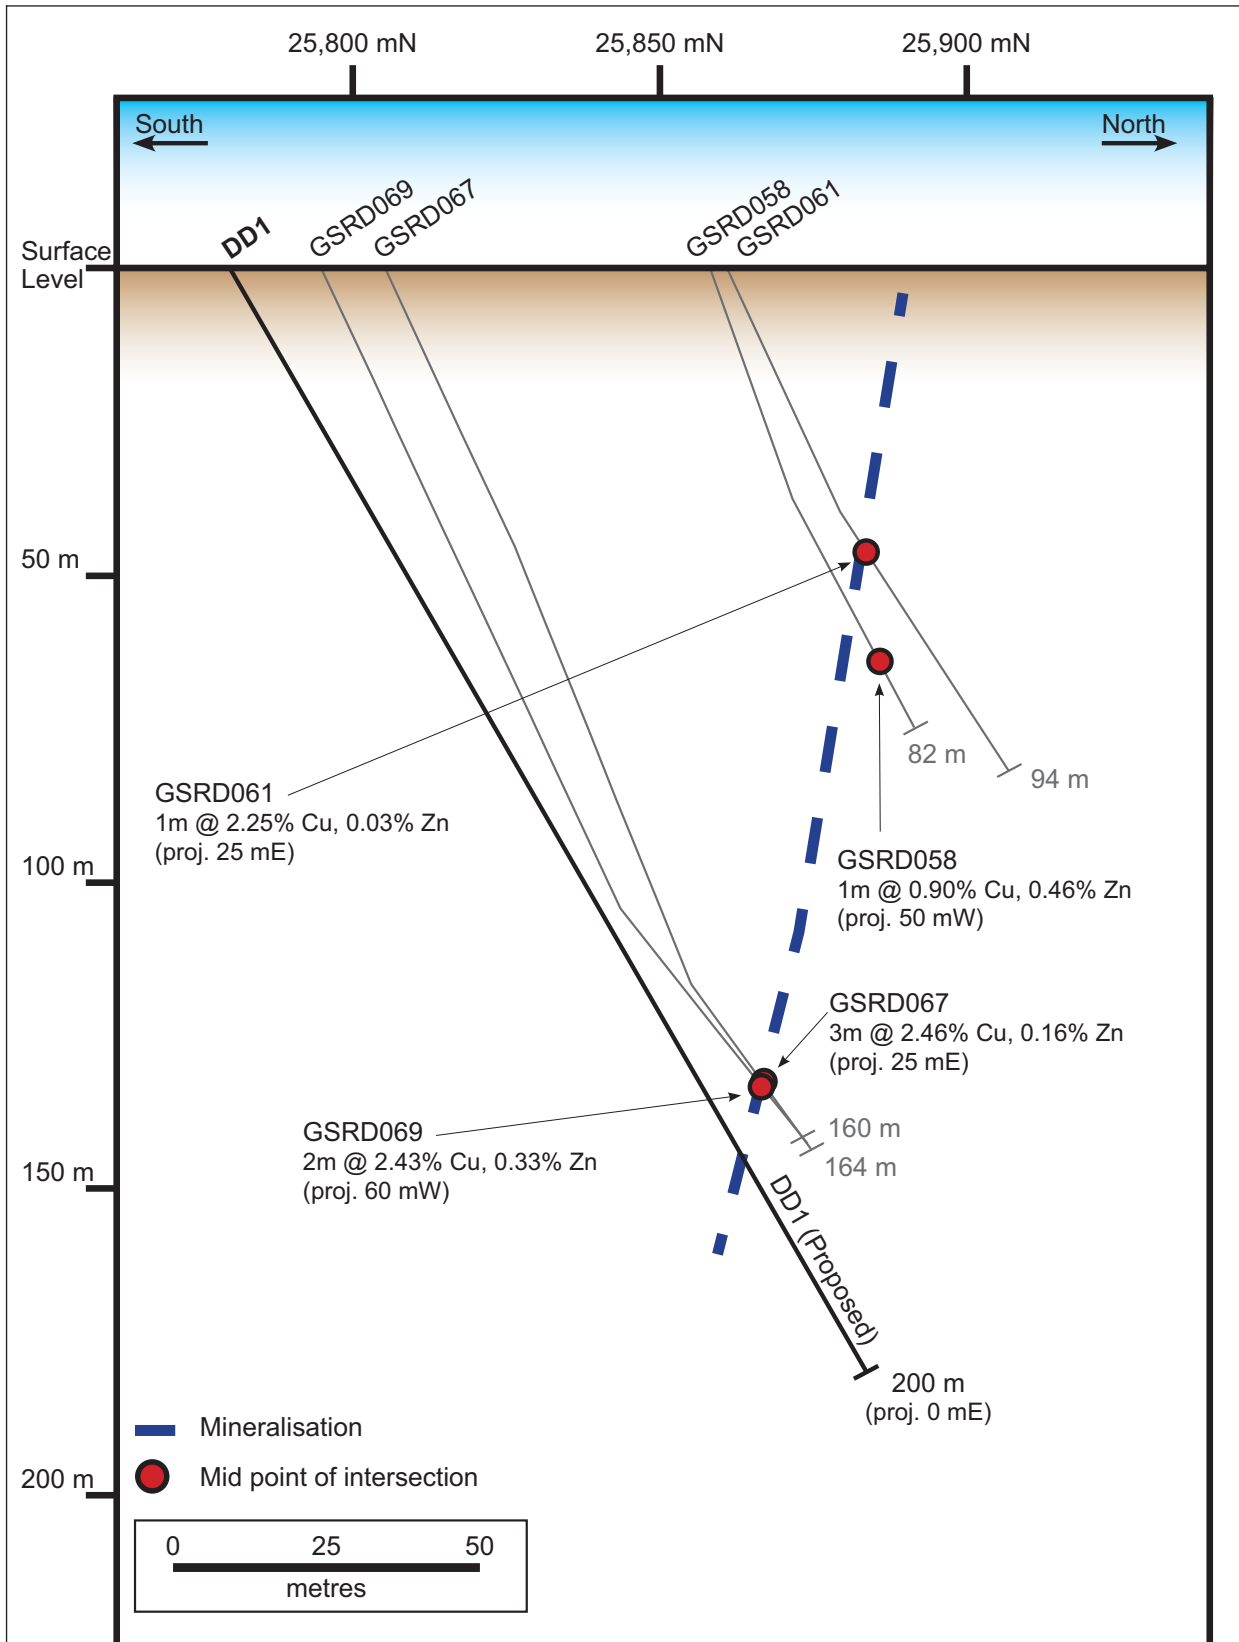 25,800 mN
25,850 mN
25,900 mN
South
North
DD1
GSRD069
GSRD067
GSRD058
GSRD061
Surface
Level
50 m
82 m
94 m
GSRD061
1m @ 2.25% Cu, 0.03% Zn
(proj. 25 mE)
100 m
GSRD058
1m @ 0.90% Cu, 0.46% Zn
(proj. 50 mW)
GSRD067
3m @ 2.46% Cu, 0.16% Zn
(proj. 25 mE)
GSRD069
2m @ 2.43% Cu, 0.33% Zn
(proj. 60 mW)
160 m
164 m
150 m
DD1 (Proposed)
200 m
(proj. 0 mE)
Mineralisation
Mid point of intersection
200 m
0 25 50
metres